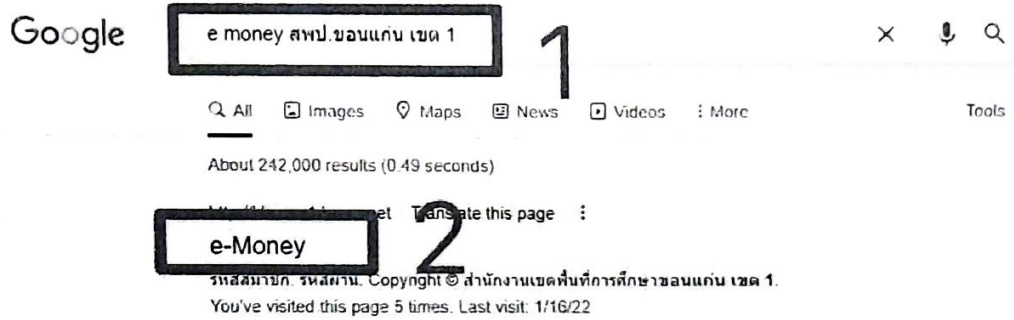 Google
e money สพป.ขอนแก่น เขต 1
1
All Images Maps News Videos More Tools
About 242,000 results (0.49 seconds)
Translate this page
e-Money
2
รหัสสมาชิก. รหัสผ่าน. Copyright © สำนักงานเขตพื้นที่การศึกษาขอนแก่น เขต 1.
You've visited this page 5 times. Last visit: 1/16/22